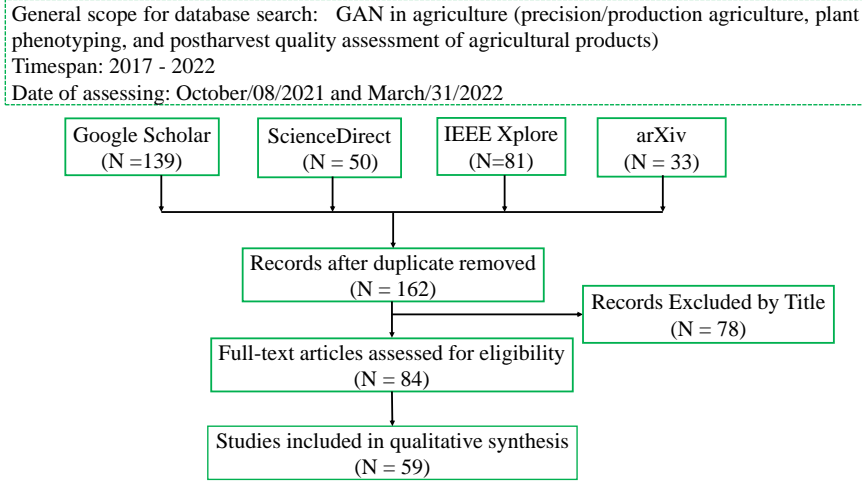 General scope for database search: GAN in agriculture (precision/production agriculture, plant
phenotyping, and postharvest quality assessment of agricultural products)
Timespan: 2017 - 2022
Date of assessing: October/08/2021 and March/31/2022
Google Scholar
(N =139)
ScienceDirect
(N = 50)
IEEE Xplore
(N=81)
arXiv
(N = 33)
Records after duplicate removed
(N = 162)
Records Excluded by Title
(N = 78)
Full-text articles assessed for eligibility
(N = 84)
Studies included in qualitative synthesis
(N = 59)